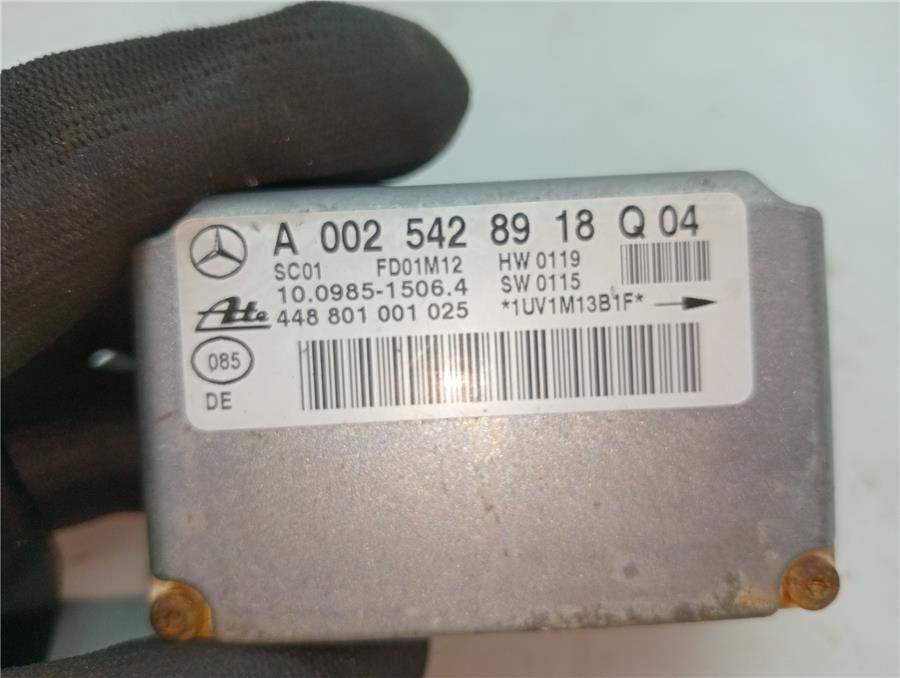 A 002 542 89 18 Q 04
SC01 FD01M12 HW 0119
10.0985-1506.4 SW 0115
Ate 448 801 001 025 *1UV1M13B1F*
085
DE